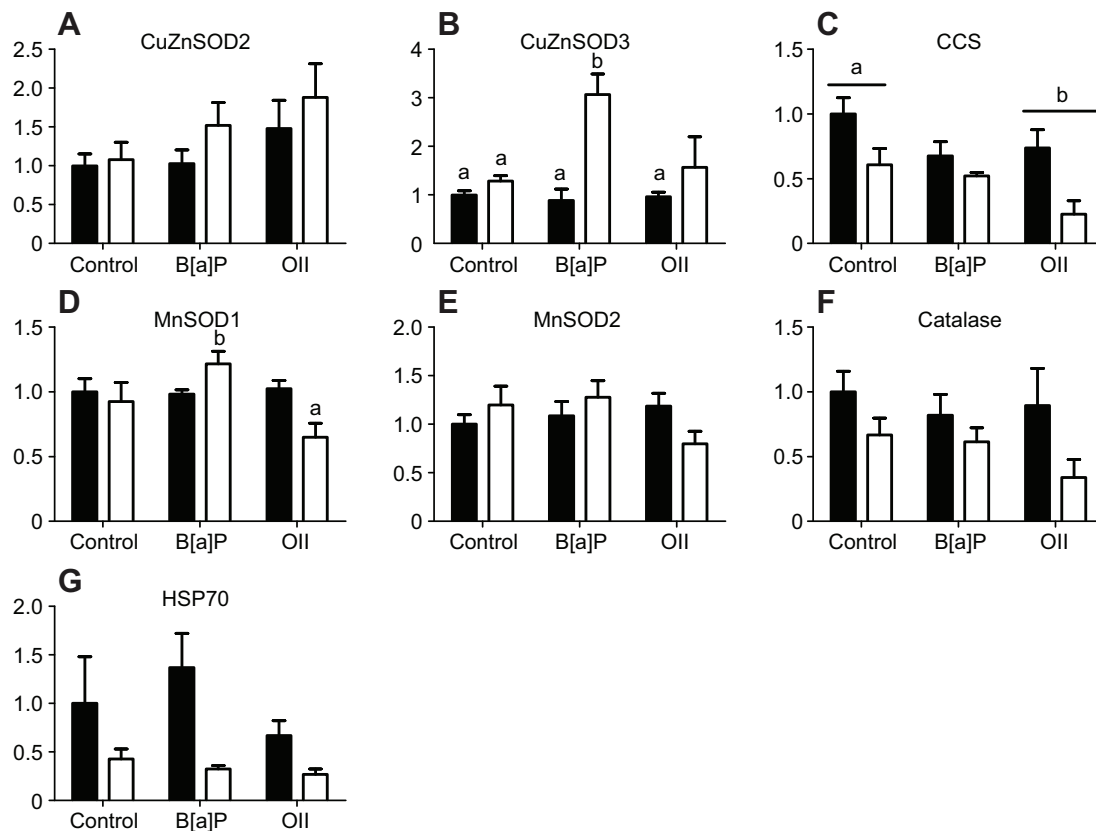 A
CuZnSOD2
2.5
2.0
1.5
1.0
0.5
0
Control B[a]P OII
B
CuZnSOD3
4
3
2
1
0
a a a b a
Control B[a]P OII
C
CCS
1.5
1.0
0.5
0
a b
Control B[a]P OII
D
MnSOD1
1.5
1.0
0.5
0
b a
Control B[a]P OII
E
MnSOD2
2.0
1.5
1.0
0.5
0
Control B[a]P OII
F
Catalase
1.5
1.0
0.5
0
Control B[a]P OII
G
HSP70
2.0
1.5
1.0
0.5
0
Control B[a]P OII